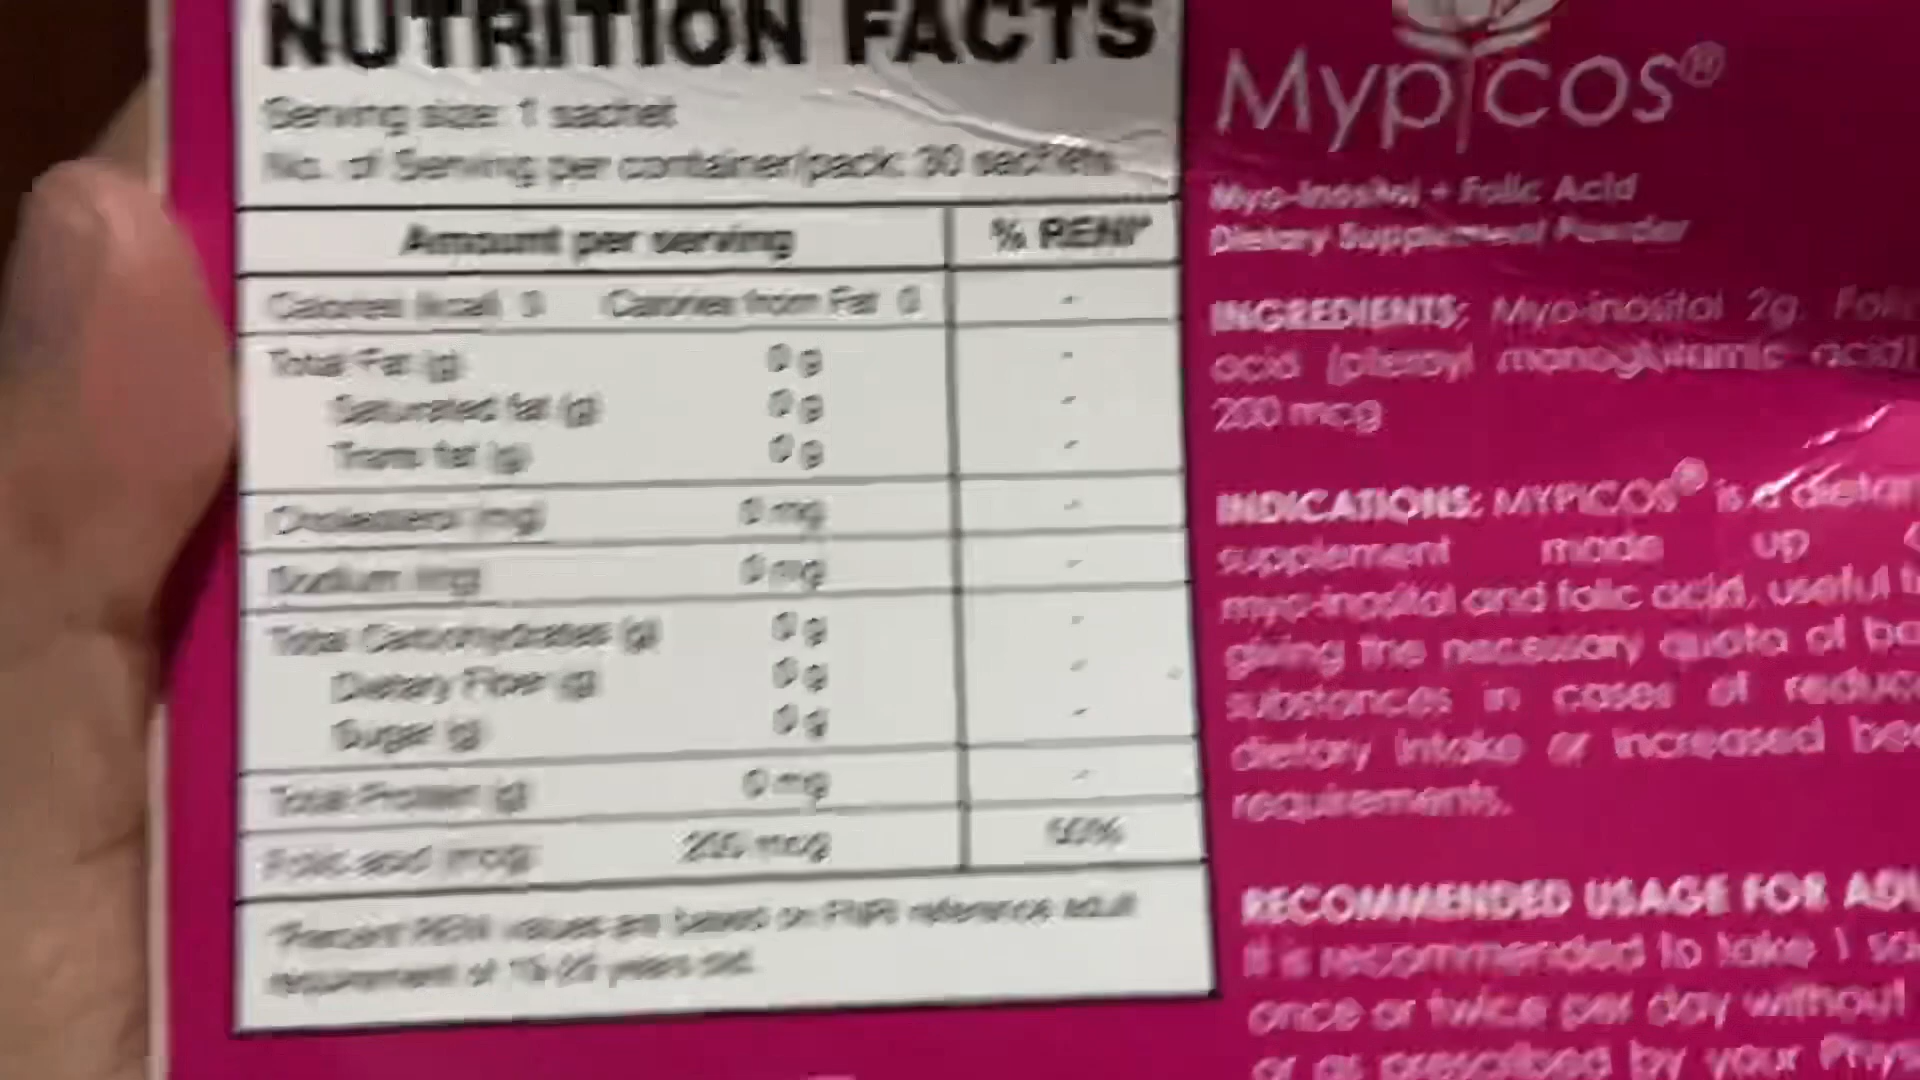 NUTRITION FACTS
Serving size: 1 sachet
No. of Serving per container/pack: 30 sachets
Amount per serving % RENI*
Calories (kcal) 0 Calories from Fat 0 -
Total Fat (g) 0 g -
Saturated fat (g) 0 g -
Trans fat (g) 0 g -
Cholesterol (mg) 0 mg -
Sodium (mg) 0 mg -
Total Carbohydrates (g) 0 g -
Dietary Fiber (g) 0 g -
Sugar (g) 0 g -
Total Protein (g) 0 mg -
Folic acid (mcg) 200 mcg
*Percent RENI values are based on FNRI reference adult
requirement of years old.
Mypicos®
Myo-Inositol + Folic Acid
Dietary Supplement Powder
INGREDIENTS: Myo-inositol 2g, Folic
acid (pteroyl monoglutamic acid)
200 mcg
INDICATIONS: MYPICOS® is a dietar
supplement made up
myo-inositol and folic acid, useful
giving the necessary quota of
substances in cases of reduc
dietary intake or increased
requirements.
RECOMMENDED USAGE FOR ADU
It is recommended to take 1 sa
once or twice per day without
or as prescribed by your Phys